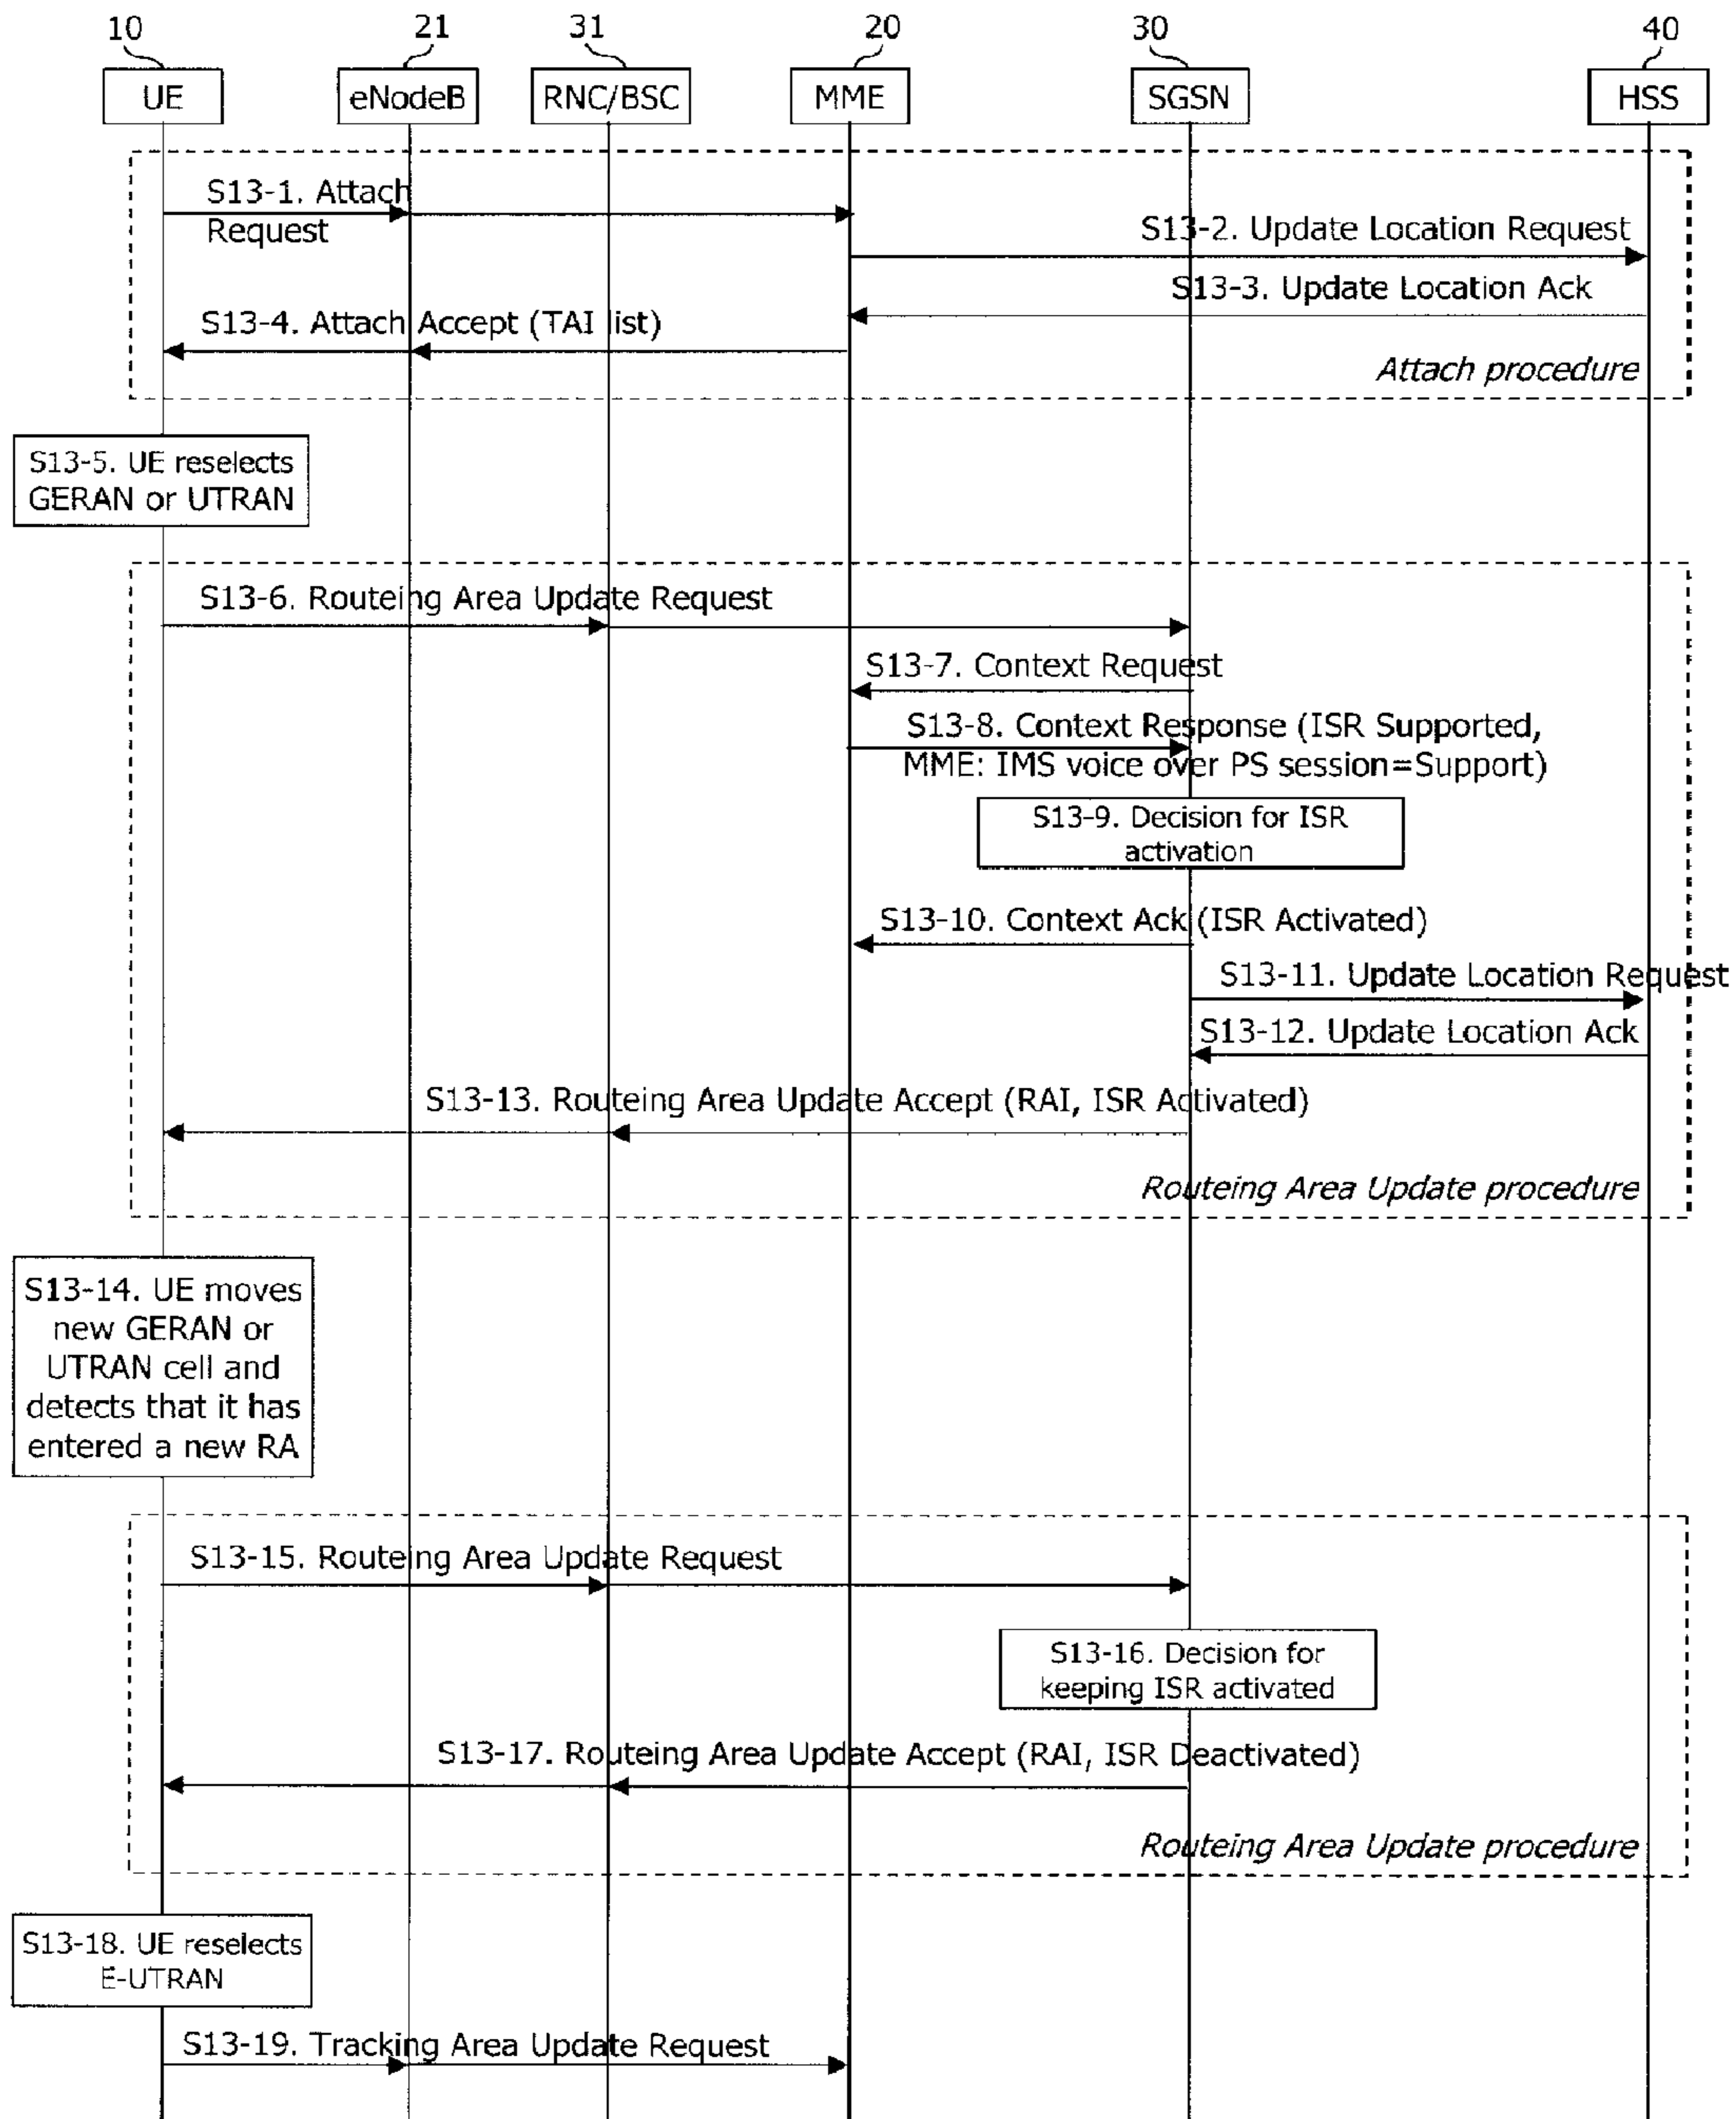 10
21
31
20
30
40
UE
eNodeB
RNC/BSC
MME
SGSN
HSS
S13-1. Attach
Request
S13-2. Update Location Request
S13-3. Update Location Ack
S13-4. Attach Accept (TAI list)
Attach procedure
S13-5. UE reselects
GERAN or UTRAN
S13-6. Routeing Area Update Request
S13-7. Context Request
S13-8. Context Response (ISR Supported,
MME: IMS voice over PS session=Support)
S13-9. Decision for ISR
activation
S13-10. Context Ack (ISR Activated)
S13-11. Update Location Request
S13-12. Update Location Ack
S13-13. Routeing Area Update Accept (RAI, ISR Activated)
Routeing Area Update procedure
S13-14. UE moves
new GERAN or
UTRAN cell and
detects that it has
entered a new RA
S13-15. Routeing Area Update Request
S13-16. Decision for
keeping ISR activated
S13-17. Routeing Area Update Accept (RAI, ISR Deactivated)
Routeing Area Update procedure
S13-18. UE reselects
E-UTRAN
S13-19. Tracking Area Update Request